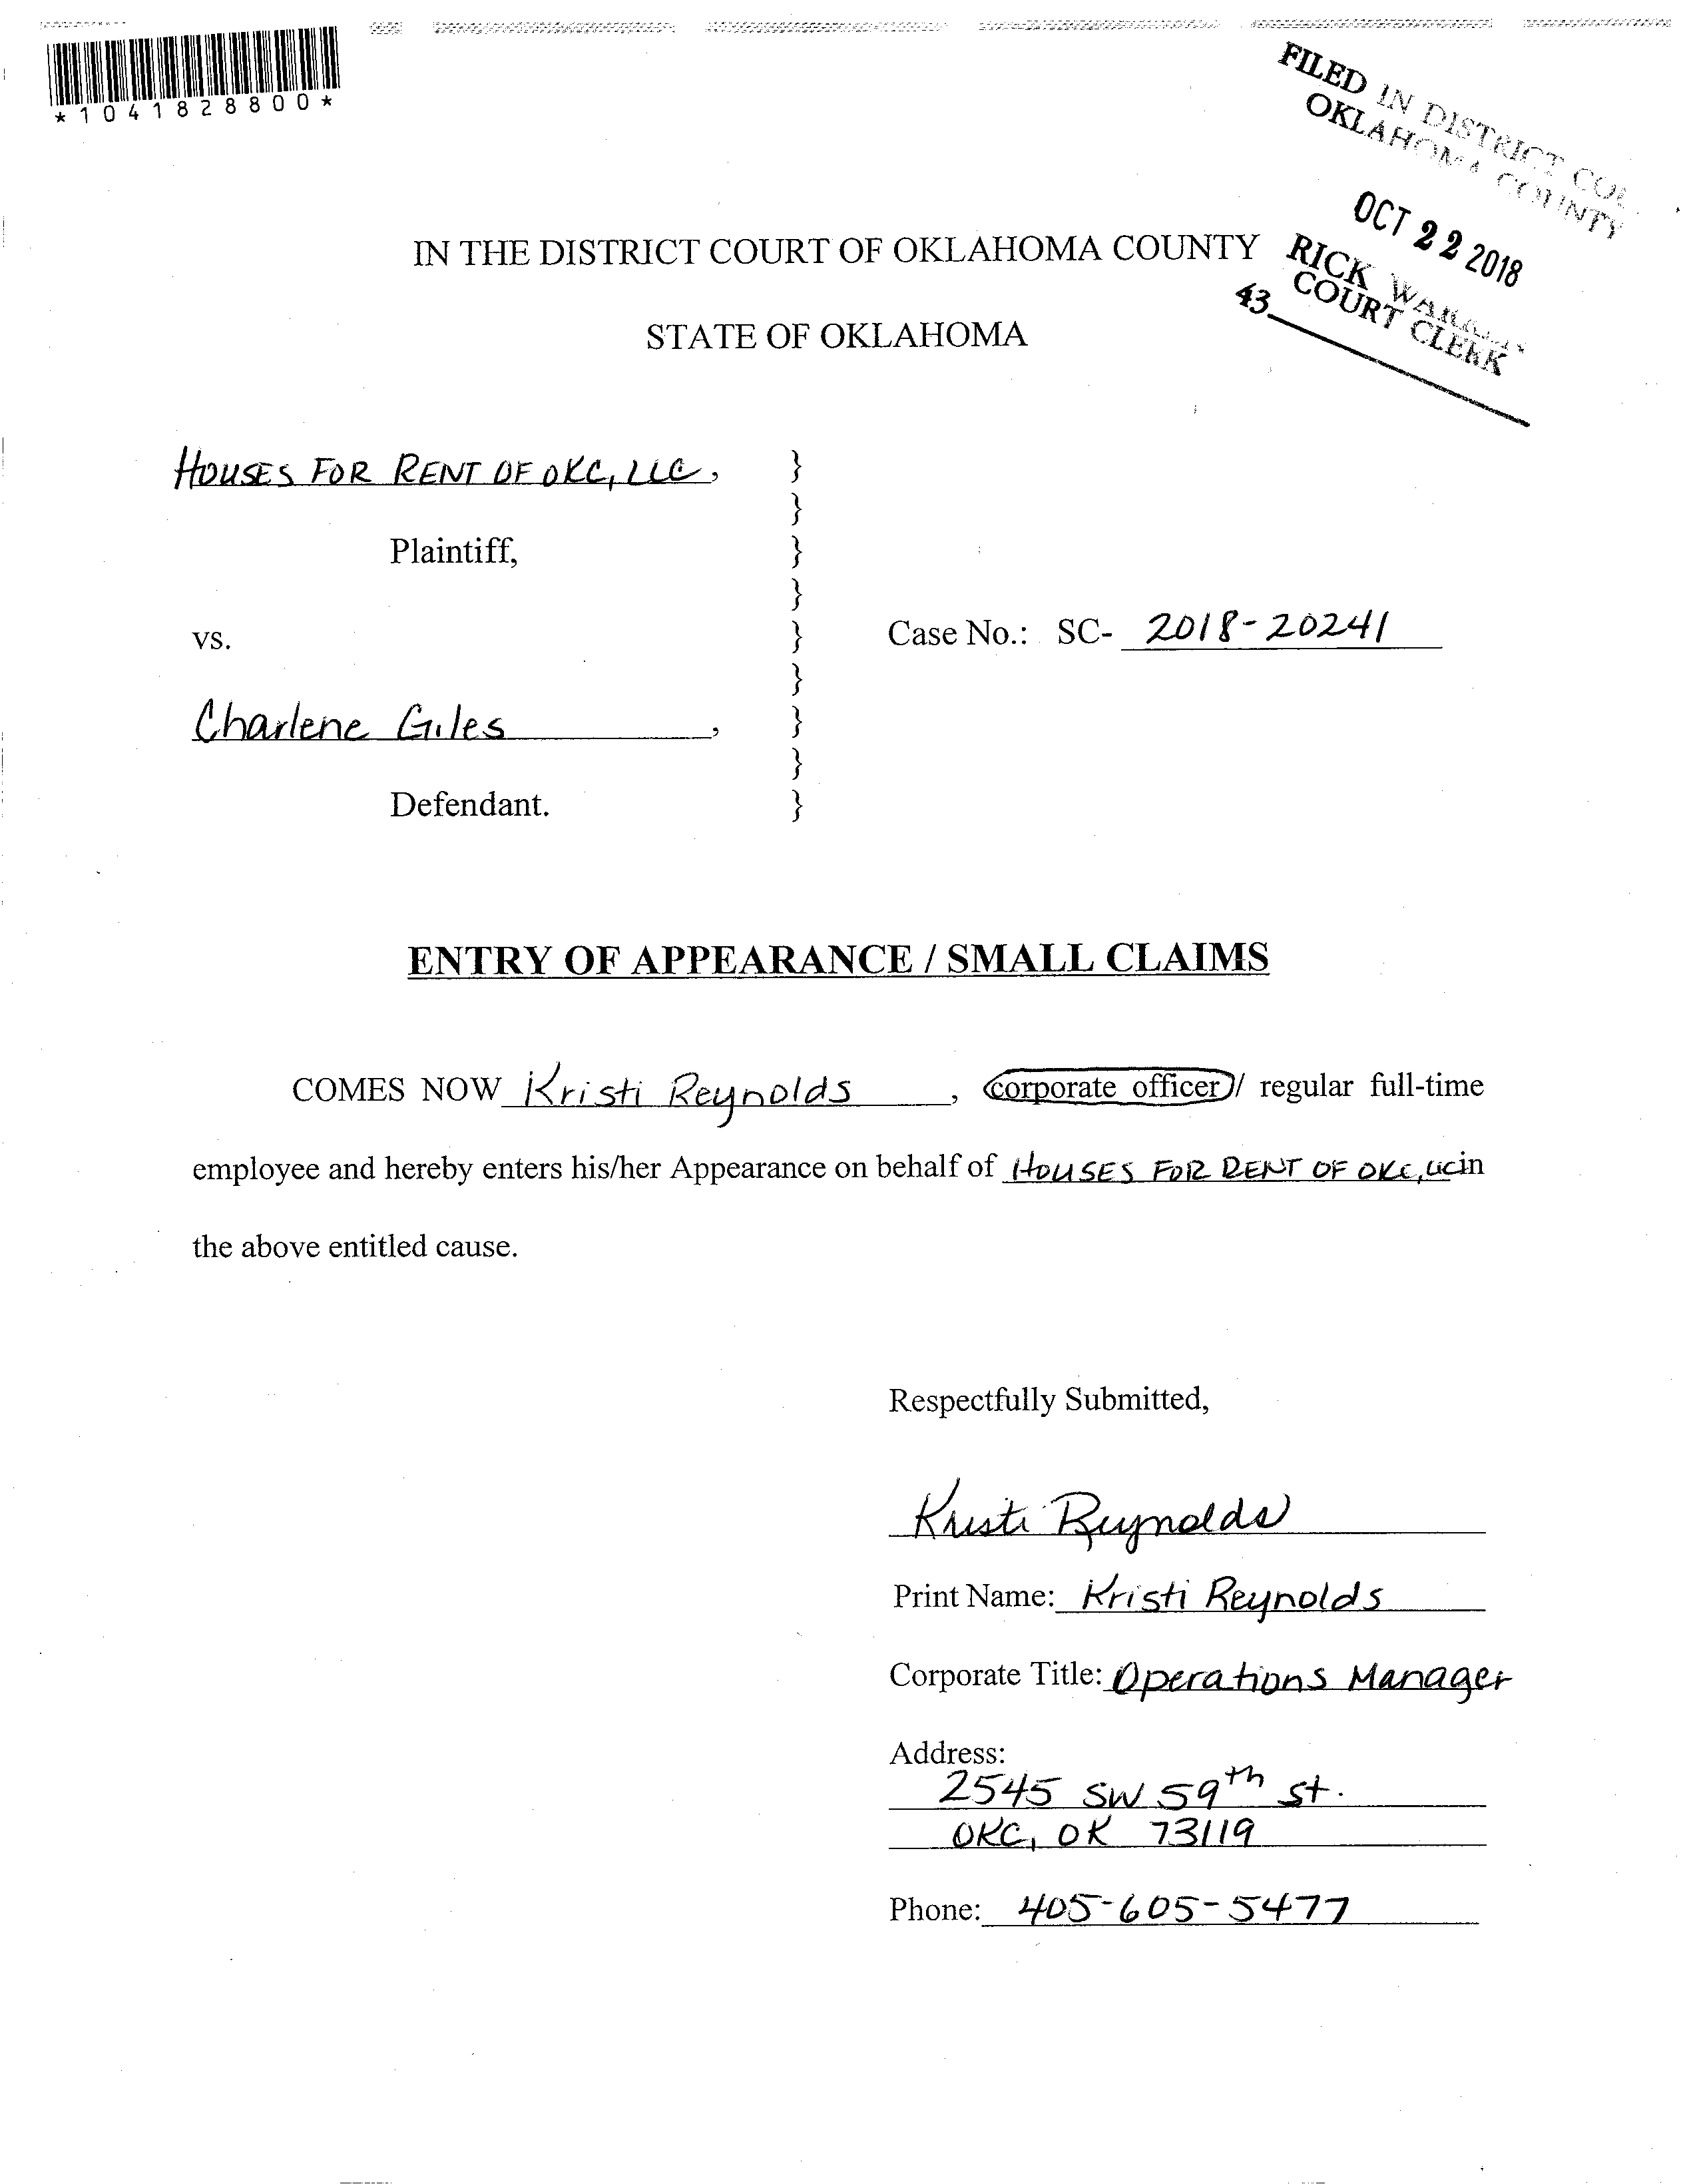 *1041828800*
FILED IN DISTRICT
OKLAHOMA COUNTY
OCT 22 2018
RICK
COURT CLERK
43
IN THE DISTRICT COURT OF OKLAHOMA COUNTY
STATE OF OKLAHOMA
HOUSES FOR RENT OF OKC, LLC, }
}
Plaintiff, }
}
vs. } Case No.: SC- 2018-20241
}
Charlene Giles, }
}
Defendant. }
ENTRY OF APPEARANCE / SMALL CLAIMS
COMES NOW Kristi Reynolds, corporate officer / regular full-time
employee and hereby enters his/her Appearance on behalf of HOUSES FOR RENT OF OKC, LLC in
the above entitled cause.
Respectfully Submitted,
Kristi Reynolds
Print Name: Kristi Reynolds
Corporate Title: Operations Manager
Address:
2545 SW 59th St.
OKC, OK 73119
Phone: 405-605-5477